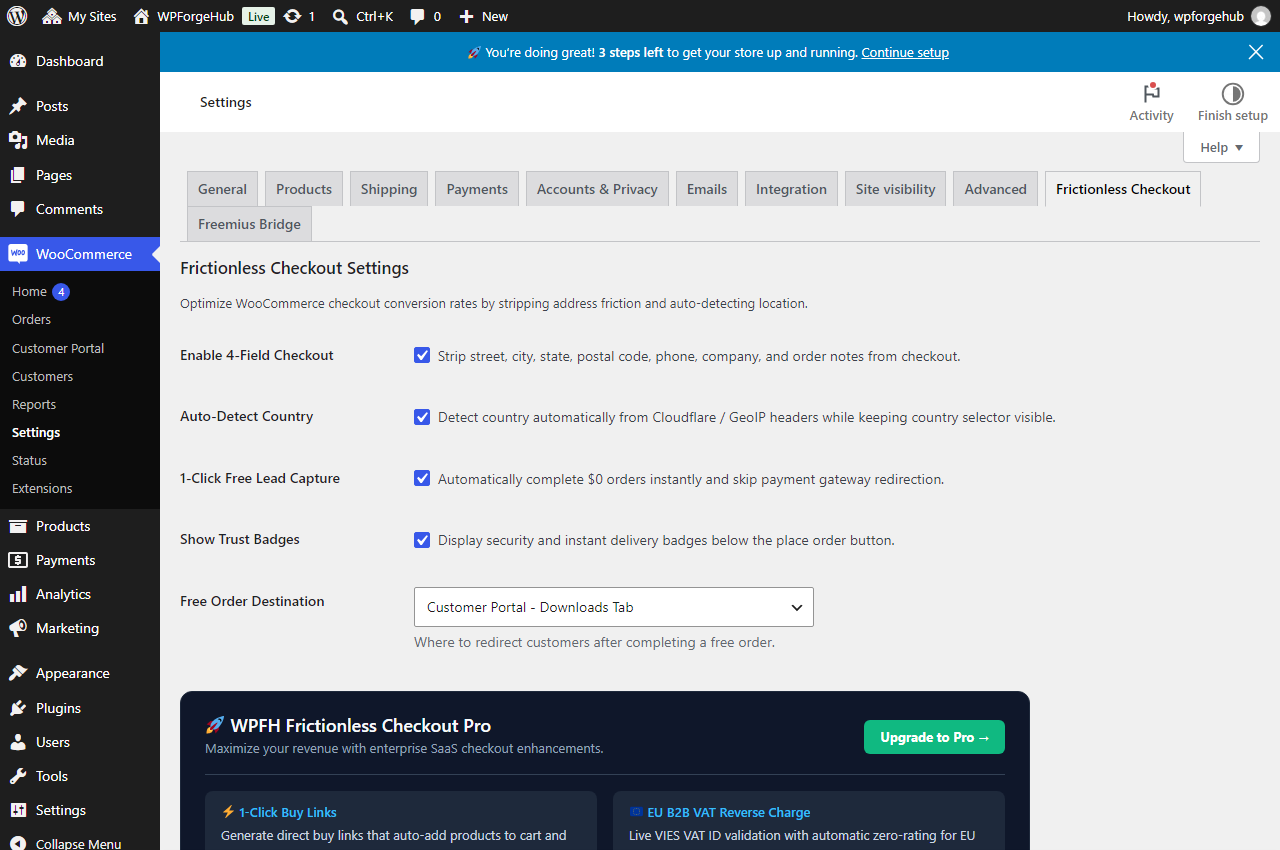 My Sites
WPForgeHub
Live
1
Ctrl+K
0
New
Howdy, wpforgehub
🚀 You're doing great! 3 steps left to get your store up and running. Continue setup
Dashboard
Posts
Media
Pages
Comments
WooCommerce
Home 4
Orders
Customer Portal
Customers
Reports
Settings
Status
Extensions
Products
Payments
Analytics
Marketing
Appearance
Plugins
Users
Tools
Settings
Collapse Menu
Settings
Activity
Finish setup
Help
General
Products
Shipping
Payments
Accounts & Privacy
Emails
Integration
Site visibility
Advanced
Frictionless Checkout
Freemius Bridge
Frictionless Checkout Settings
Optimize WooCommerce checkout conversion rates by stripping address friction and auto-detecting location.
Enable 4-Field Checkout
Strip street, city, state, postal code, phone, company, and order notes from checkout.
Auto-Detect Country
Detect country automatically from Cloudflare / GeoIP headers while keeping country selector visible.
1-Click Free Lead Capture
Automatically complete $0 orders instantly and skip payment gateway redirection.
Show Trust Badges
Display security and instant delivery badges below the place order button.
Free Order Destination
Customer Portal - Downloads Tab
Where to redirect customers after completing a free order.
🚀 WPFH Frictionless Checkout Pro
Maximize your revenue with enterprise SaaS checkout enhancements.
Upgrade to Pro →
⚡ 1-Click Buy Links
Generate direct buy links that auto-add products to cart and
🇪🇺 EU B2B VAT Reverse Charge
Live VIES VAT ID validation with automatic zero-rating for EU